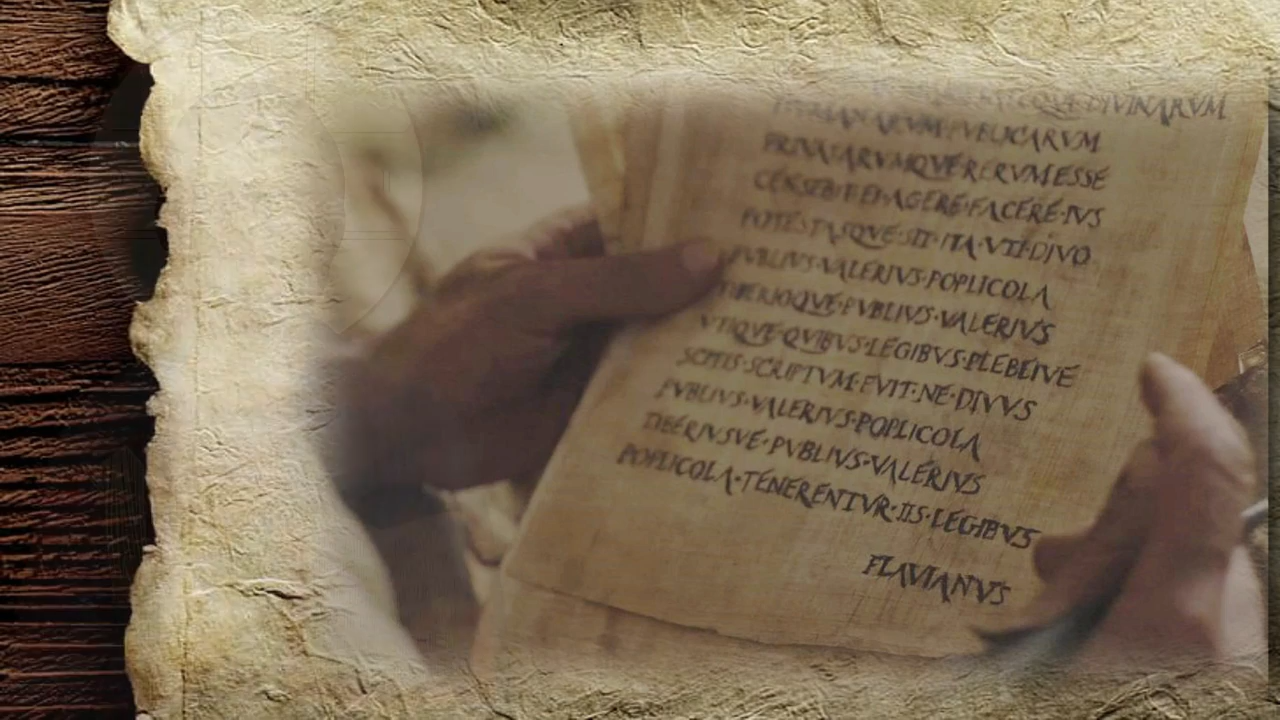 DIVINARVM
PVBLICARVM
PRIVATARVMQVE·RERVM·ESSE
CENSEBIT·EI·AGERE·FACERE·IVS
POTESTASQVE·SIT·ITA·VTI·DIVO
PVBLIVS·VALERIVS·POPLICOLA
TIBERIOQVE·PVBLIVS·VALERIVS
VTIQVE·QVIBVS·LEGIBVS·PLEBEIVE
SCITIS·SCRIPTVM·FVIT·NE·DIVVS
PVBLIVS·VALERIVS·POPLICOLA
TIBERIVSVE·PVBLIVS·VALERIVS
POPLICOLA·TENERENTVR·IIS·LEGIBVS
FLAVIANVS